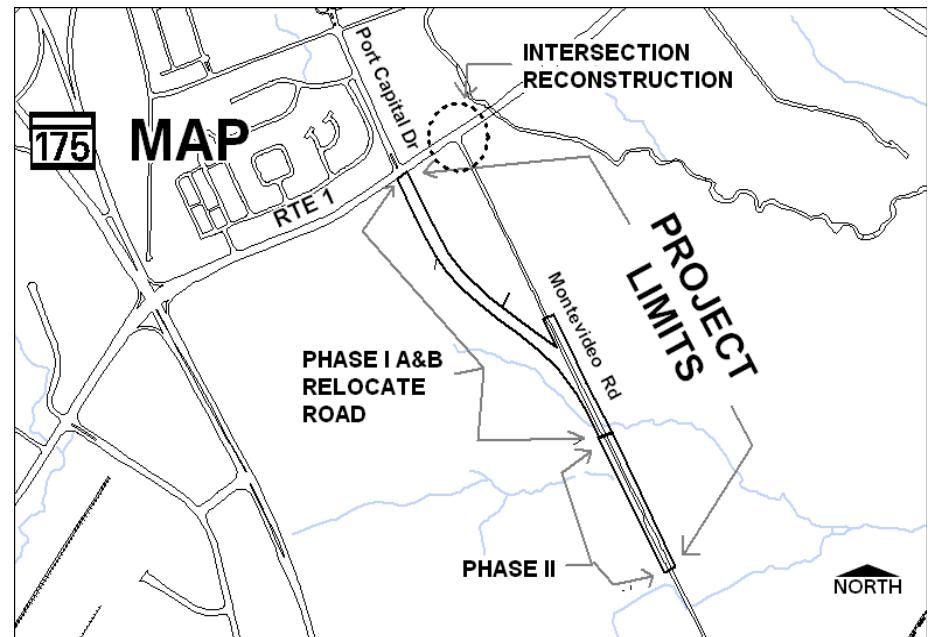 INTERSECTION
RECONSTRUCTION
Port Capital Dr
175
MAP
RTE 1
PROJECT
LIMITS
Montevideo Rd
PHASE I A&B
RELOCATE
ROAD
PHASE II
NORTH